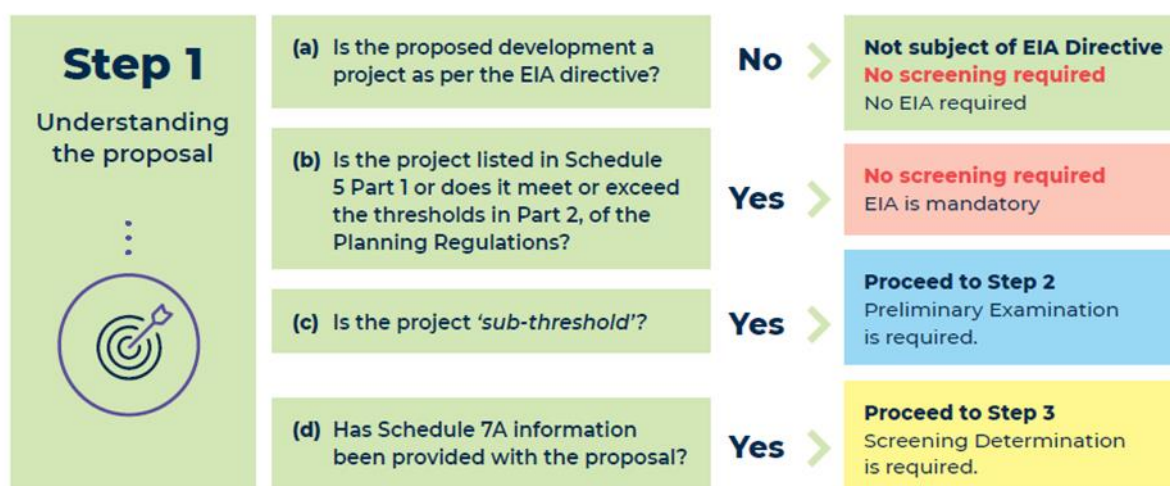 Step 1
Understanding
the proposal
(a) Is the proposed development a
project as per the EIA directive?
No
Not subject of EIA Directive
No screening required
No EIA required
(b) Is the project listed in Schedule
5 Part 1 or does it meet or exceed
the thresholds in Part 2, of the
Planning Regulations?
Yes
No screening required
EIA is mandatory
(c) Is the project ‘sub-threshold’?
Yes
Proceed to Step 2
Preliminary Examination
is required.
(d) Has Schedule 7A information
been provided with the proposal?
Yes
Proceed to Step 3
Screening Determination
is required.